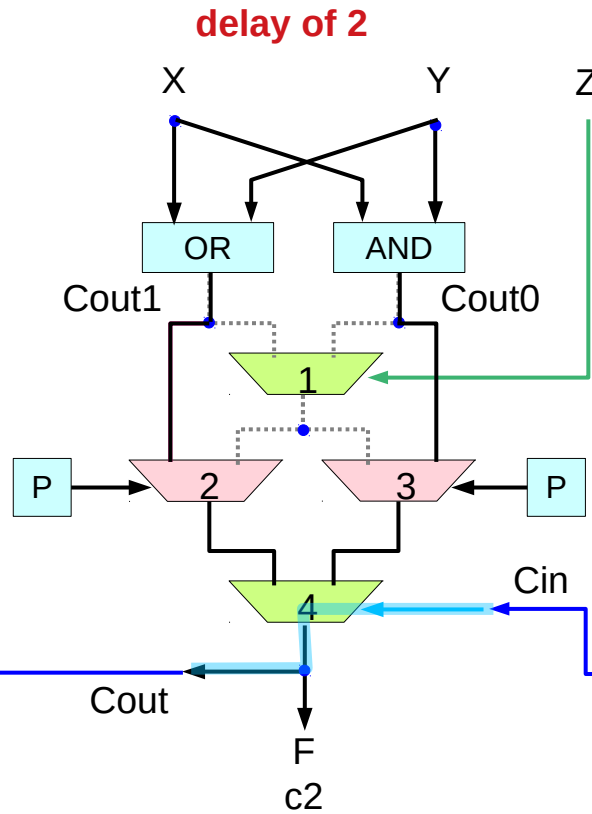 delay of 2
X Y Z
OR AND
Cout1 Cout0
1
P 2 3 P
4 Cin
Cout
F
c2